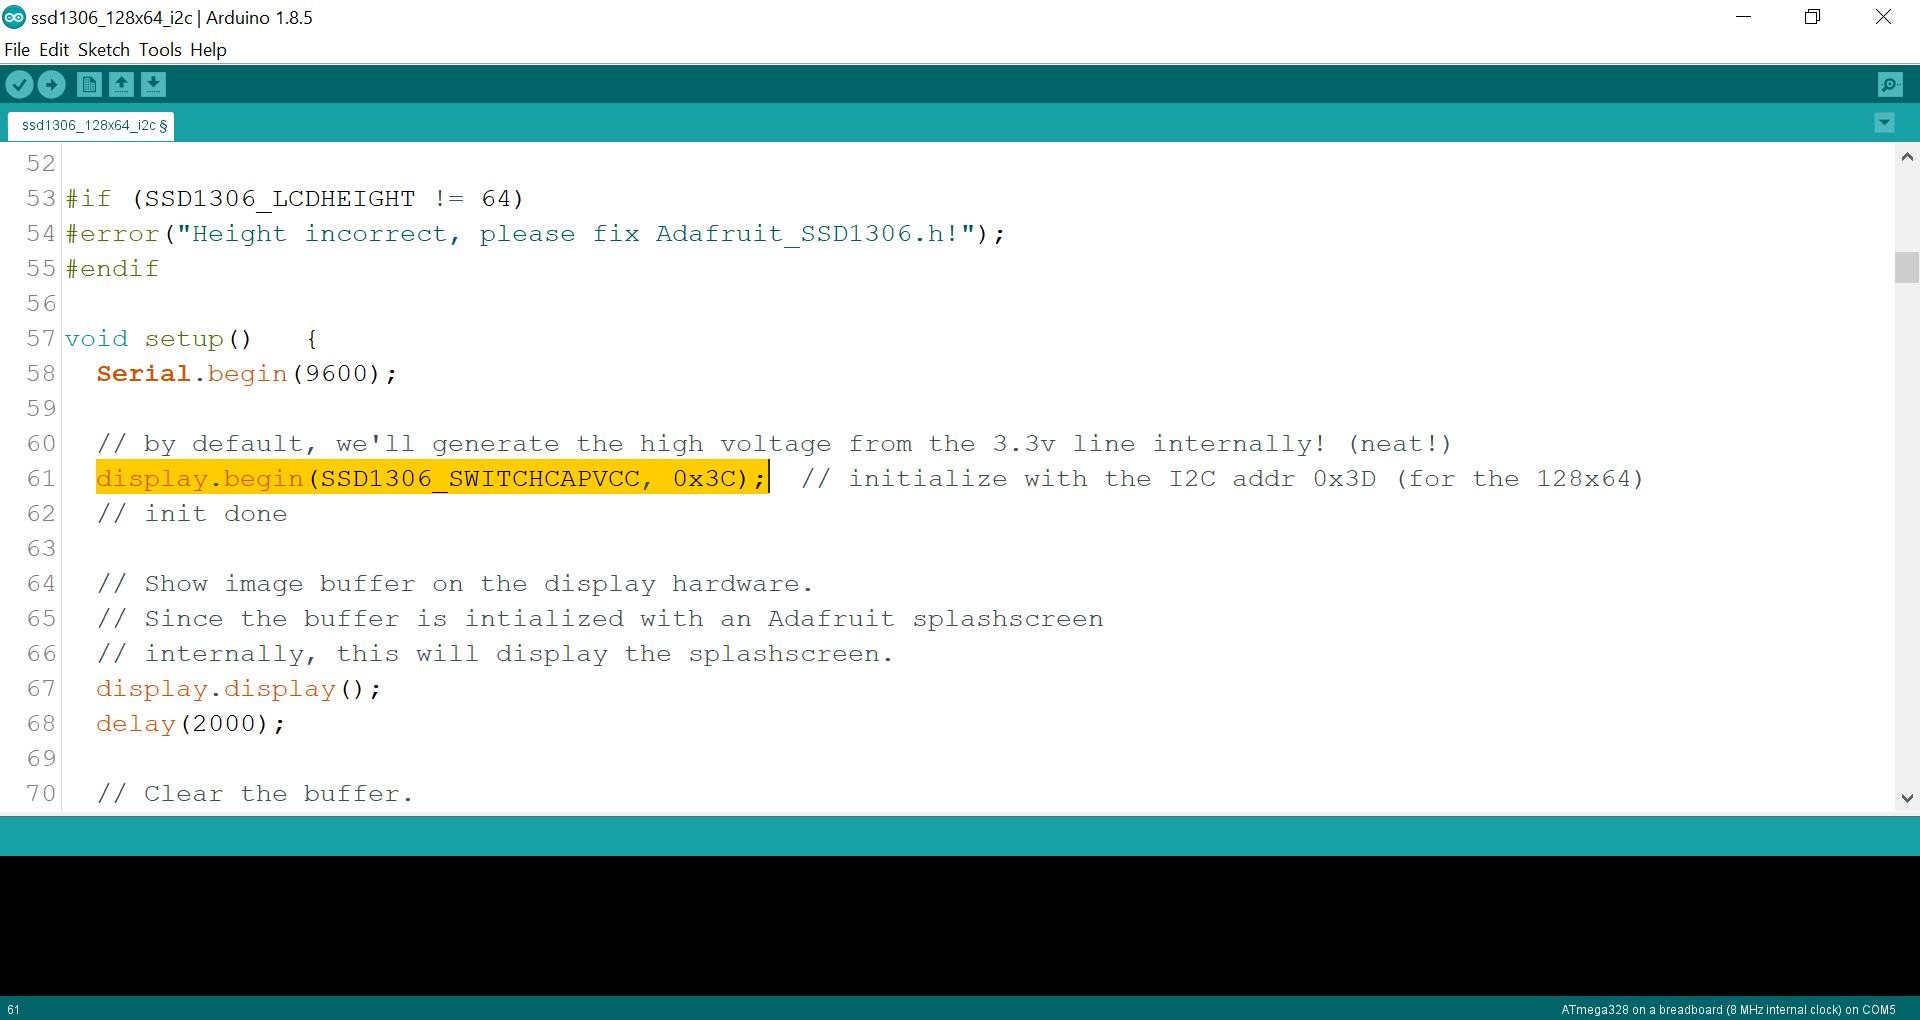 ssd1306_128x64_i2c | Arduino 1.8.5
File Edit Sketch Tools Help
ssd1306_128x64_i2c §
52
53 #if (SSD1306_LCDHEIGHT != 64)
54 #error("Height incorrect, please fix Adafruit_SSD1306.h!");
55 #endif
56
57 void setup()   {
58   Serial.begin(9600);
59
60   // by default, we'll generate the high voltage from the 3.3v line internally! (neat!)
61   display.begin(SSD1306_SWITCHCAPVCC, 0x3C);  // initialize with the I2C addr 0x3D (for the 128x64)
62   // init done
63
64   // Show image buffer on the display hardware.
65   // Since the buffer is intialized with an Adafruit splashscreen
66   // internally, this will display the splashscreen.
67   display.display();
68   delay(2000);
69
70   // Clear the buffer.
61
ATmega328 on a breadboard (8 MHz internal clock) on COM5